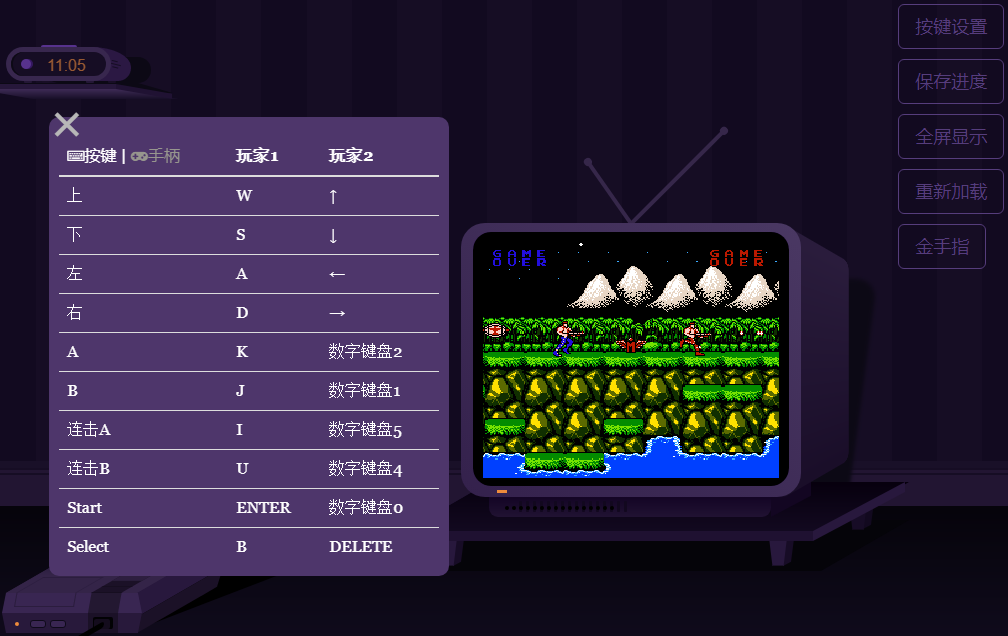 按键设置
11:05
保存进度
全屏显示
重新加载
金手指
按键 | 手柄 玩家1 玩家2
上 W ↑
下 S ↓
左 A ←
右 D →
A K 数字键盘2
B J 数字键盘1
连击A I 数字键盘5
连击B U 数字键盘4
Start ENTER 数字键盘0
Select B DELETE
GAME GAME
OVER OVER